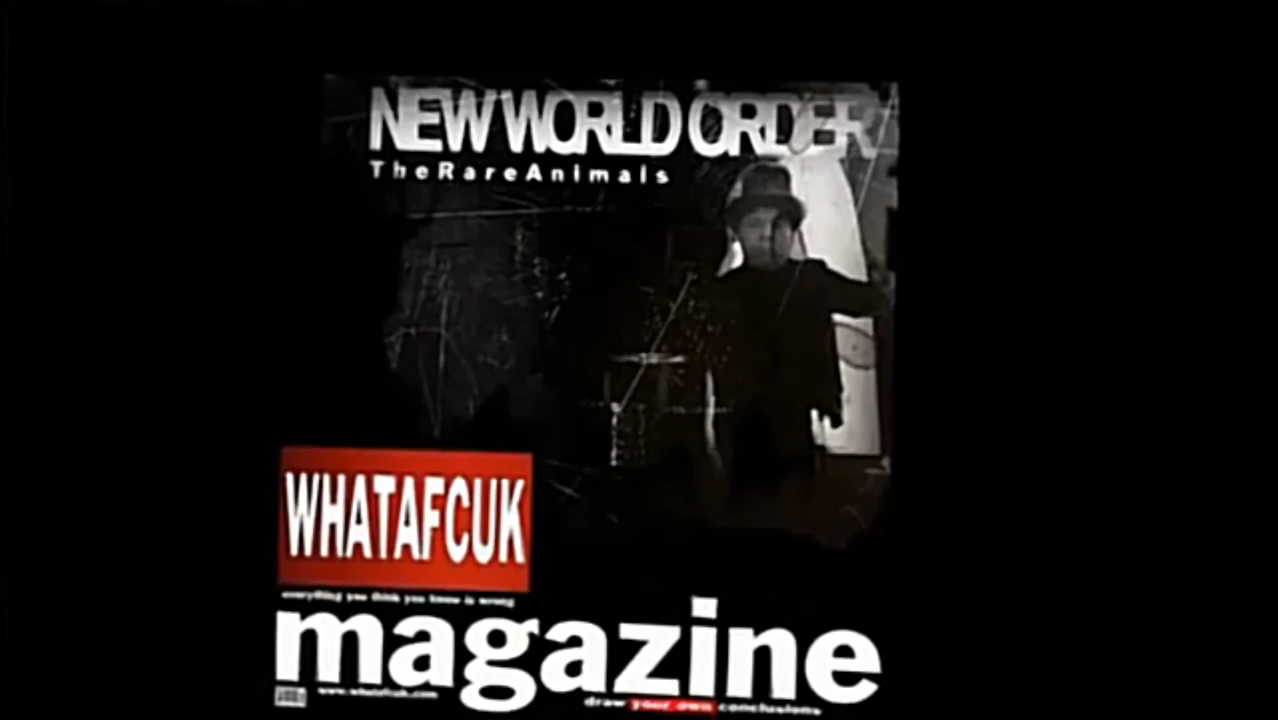 NEW WORLD ORDER
TheRareAnimals
WHATAFCUK
everything you think you know is wrong
magazine
www.whatafcuk.com
draw your own conclusions